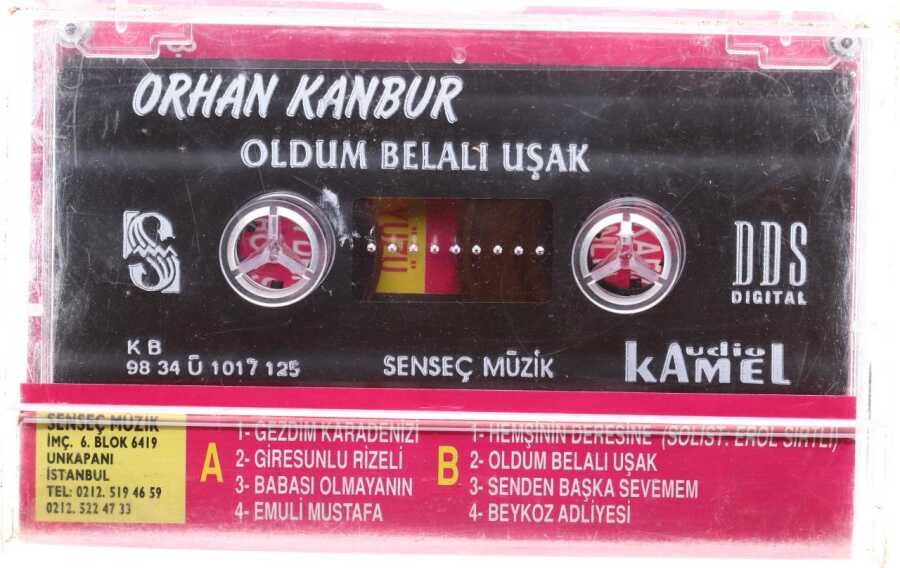 ORHAN KANBUR
OLDUM BELALI UŞAK
DDS
DIGITAL
K B
98 34 Ü 1017 125
SENSEÇ MÜZİK
Audio
kAMEL
SENSEÇ MÜZİK
İMÇ. 6. BLOK 6419
UNKAPANI
İSTANBUL
TEL: 0212. 519 46 59
0212. 522 47 33
A
1- GEZDİM KARADENİZİ
2- GİRESUNLU RİZELİ
3- BABASI OLMAYANIN
4- EMULİ MUSTAFA
B
1- HEMŞİNİN DERESİNE (SOLİST: EROL SIRTLI)
2- OLDUM BELALI UŞAK
3- SENDEN BAŞKA SEVEMEM
4- BEYKOZ ADLİYESİ